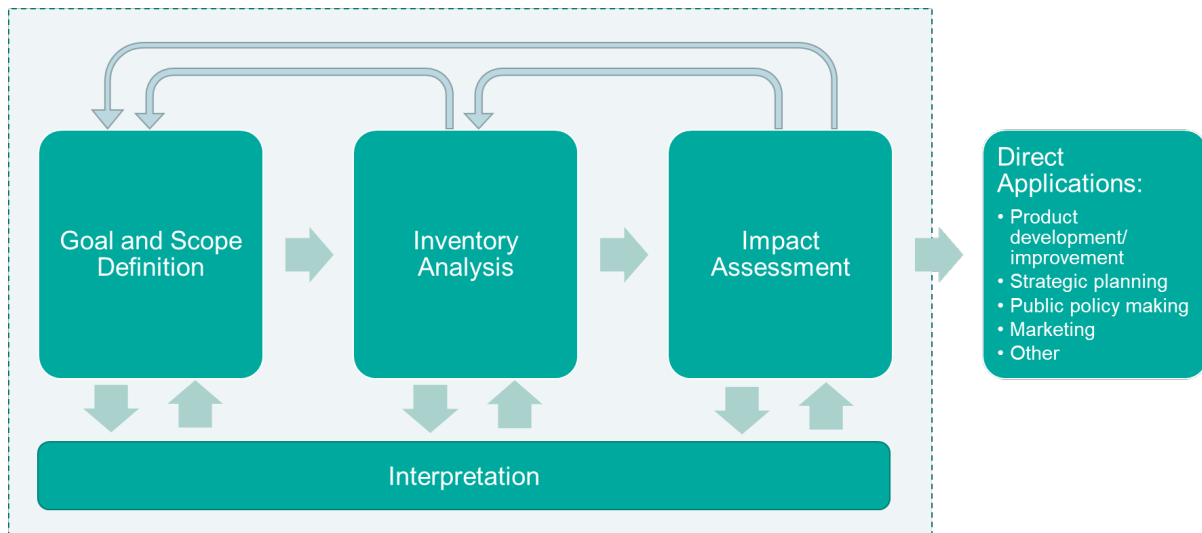 Goal and Scope
Definition
Inventory
Analysis
Impact
Assessment
Direct
Applications:
• Product
development/
improvement
• Strategic planning
• Public policy making
• Marketing
• Other
Interpretation